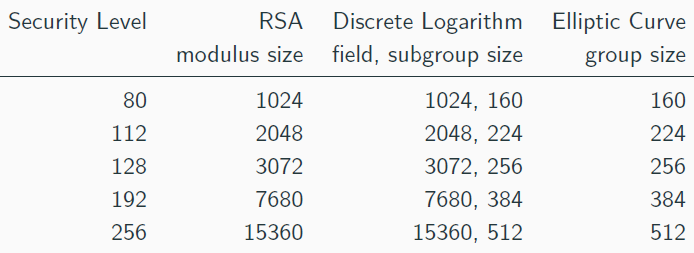 Security Level RSA Discrete Logarithm Elliptic Curve
modulus size field, subgroup size group size
80 1024 1024, 160 160
112 2048 2048, 224 224
128 3072 3072, 256 256
192 7680 7680, 384 384
256 15360 15360, 512 512